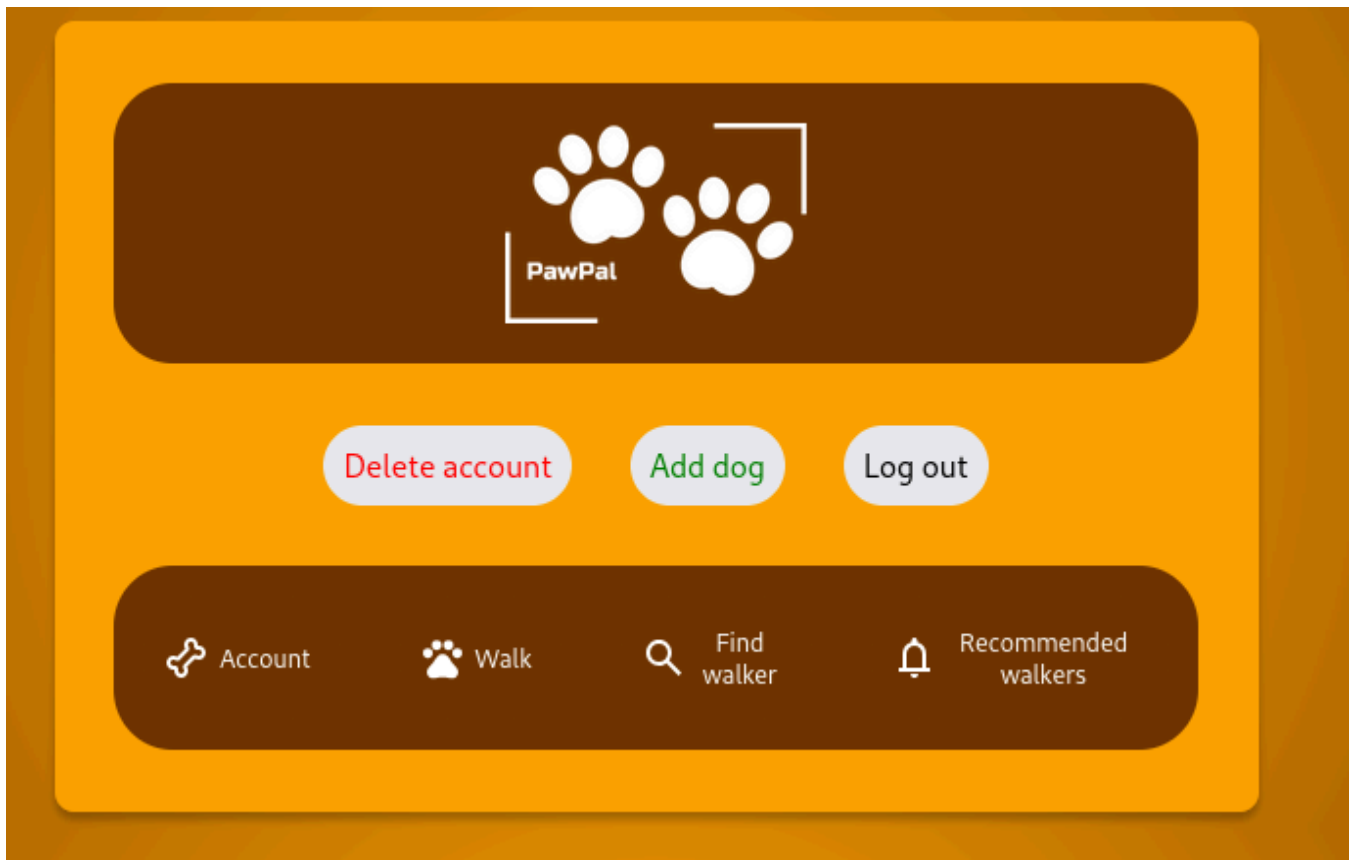 PawPal
Delete account
Add dog
Log out
Account
Walk
Find
walker
Recommended
walkers